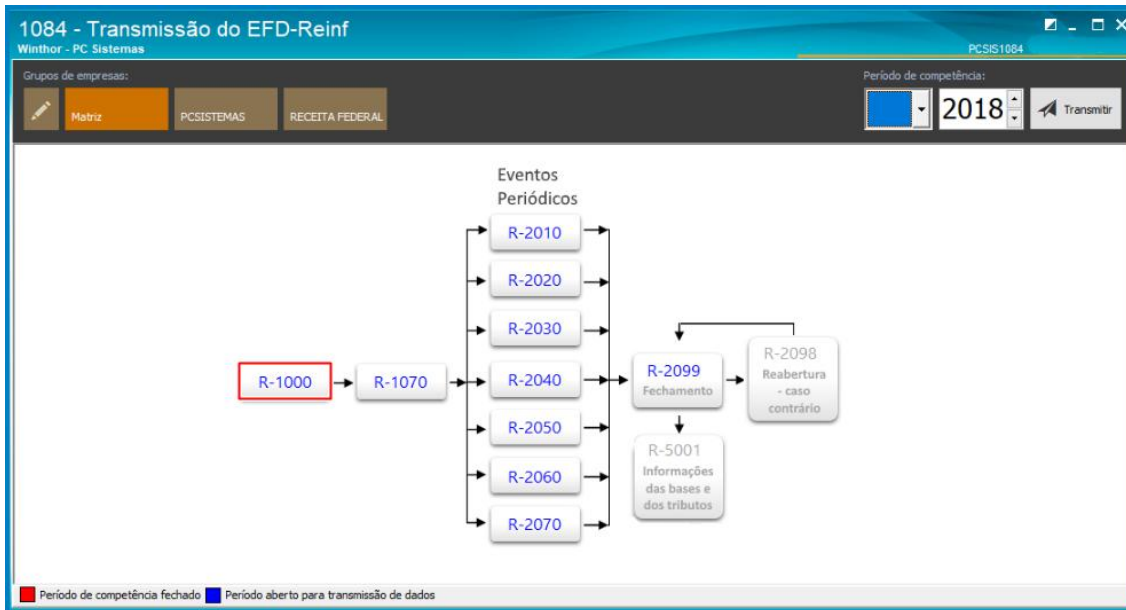 1084 - Transmissão do EFD-Reinf
Winthor - PC Sistemas
PCSIS1084
Grupos de empresas:
Período de competência:
Matriz
PCSISTEMAS
RECEITA FEDERAL
2018
Transmitir
Eventos
Periódicos
R-2010
R-2020
R-2030
R-1000
R-1070
R-2040
R-2050
R-2060
R-2070
R-2099
Fechamento
R-2098
Reabertura
- caso
contrário
R-5001
Informações
das bases e
dos tributos
Período de competência fechado
Período aberto para transmissão de dados